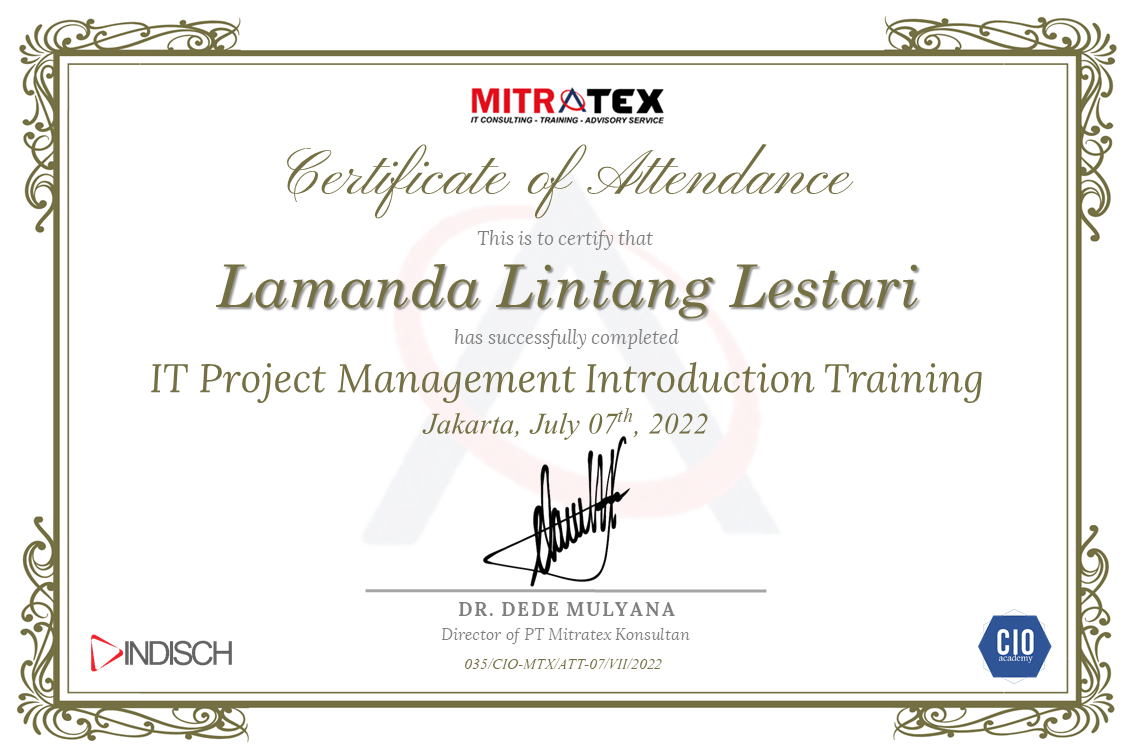 MITRATEX
IT CONSULTING - TRAINING - ADVISORY SERVICE
Certificate of Attendance
This is to certify that
Lamanda Lintang Lestari
has successfully completed
IT Project Management Introduction Training
Jakarta, July 07th, 2022
DR. DEDE MULYANA
Director of PT Mitratex Konsultan
035/CIO-MTX/ATT-07/VII/2022
INDISCH
CIO
academy